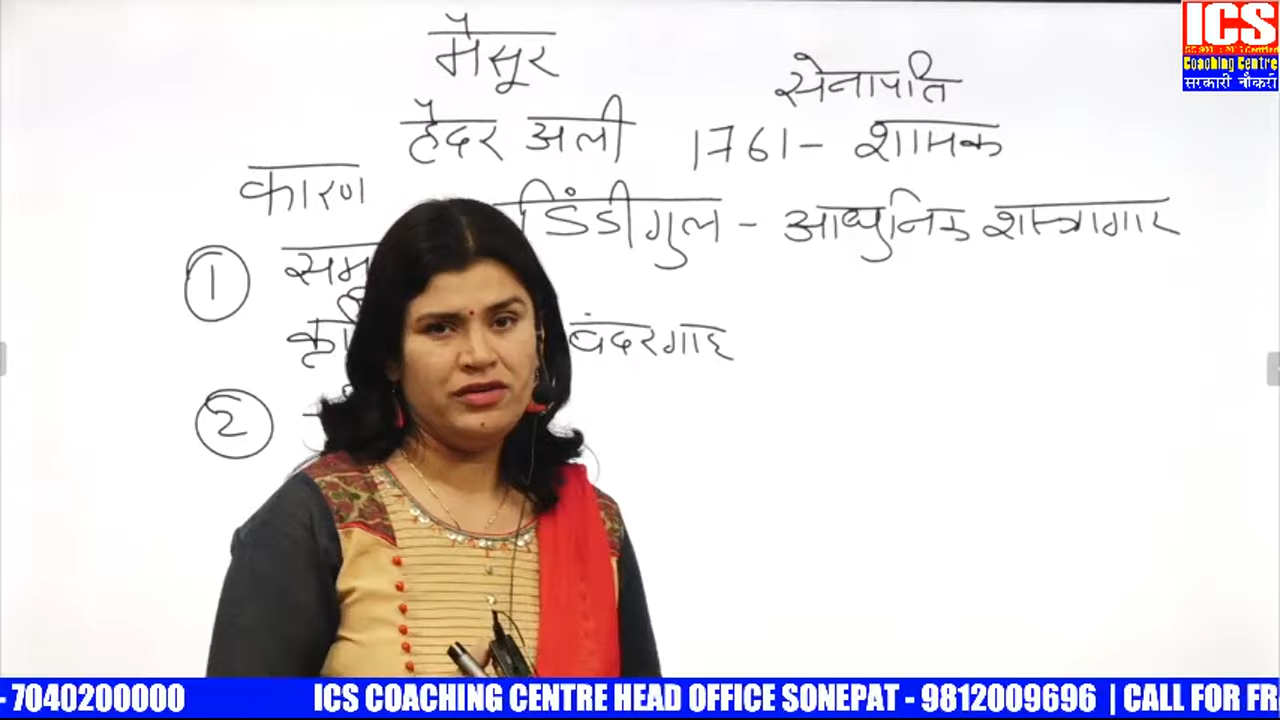 मैसूर
सेनापति
हैदर अली 1761- शासक
कारण
डिंडीगुल - आधुनिक शस्त्रागार
①
बंदरगाह
②
ICS
Coaching Centre
सरकारी नौकरी
- 7040200000 ICS COACHING CENTRE HEAD OFFICE SONEPAT - 9812009696 | CALL FOR FR